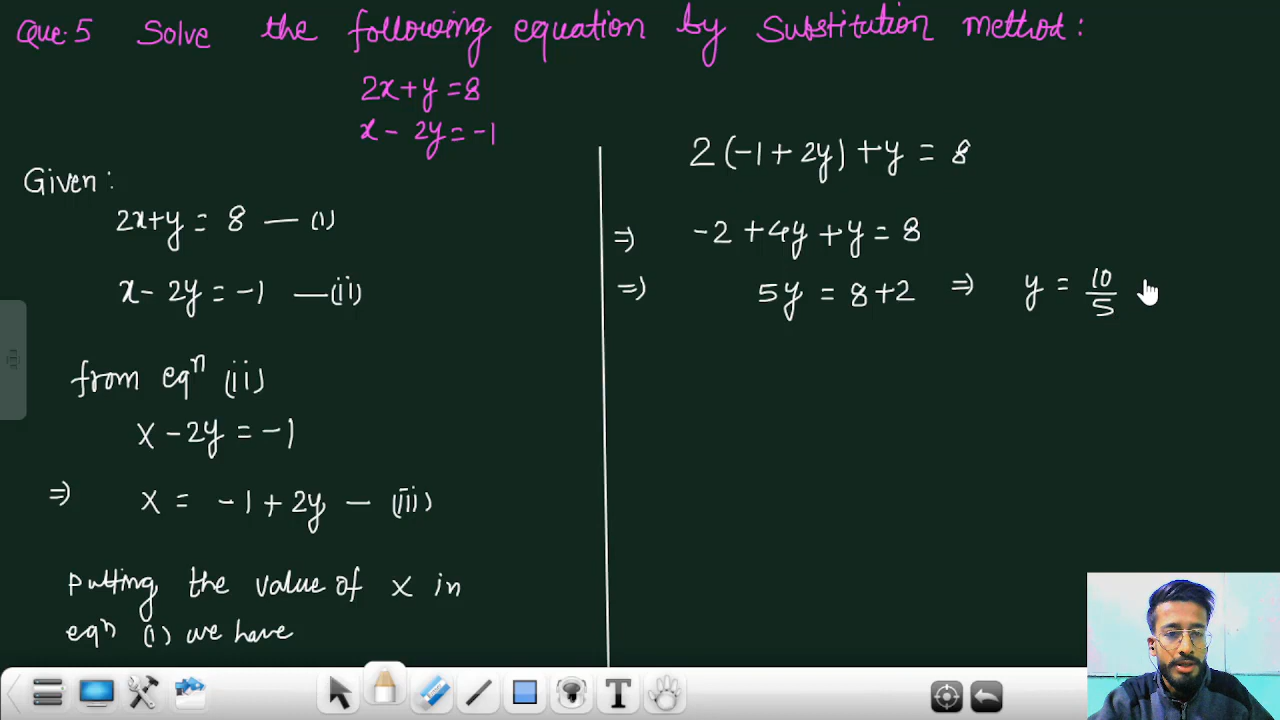 Que.5 Solve the following equation by Substitution method:
2x+y=8
x-2y=-1
Given:
2x+y=8 — (i)
x-2y=-1 — (ii)
from eqⁿ (ii)
x-2y=-1
⇒ x = -1+2y — (iii)
Putting the value of x in
eqⁿ (i) we have
2(-1+2y)+y=8
⇒ -2+4y+y=8
⇒ 5y=8+2 ⇒ y=10/5
T